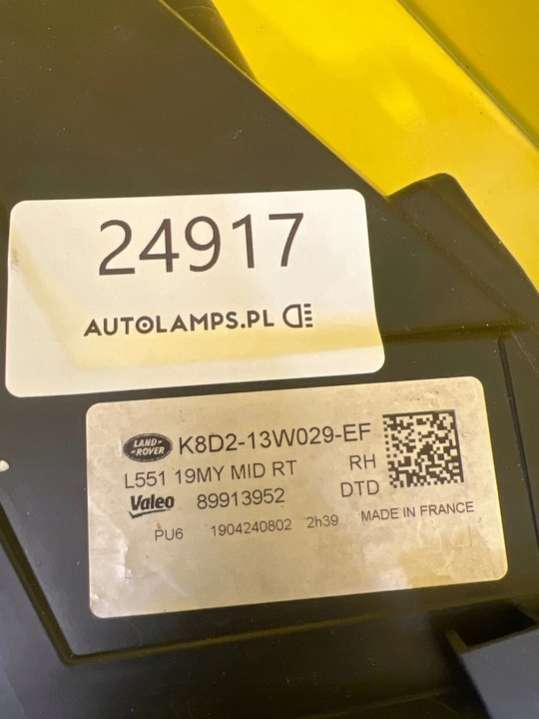 24917
AUTOLAMPS.PL
LAND-
ROVER
K8D2-13W029-EF
L551 19MY MID RT RH
Valeo 89913952 DTD
PU6 1904240802 2h39 MADE IN FRANCE